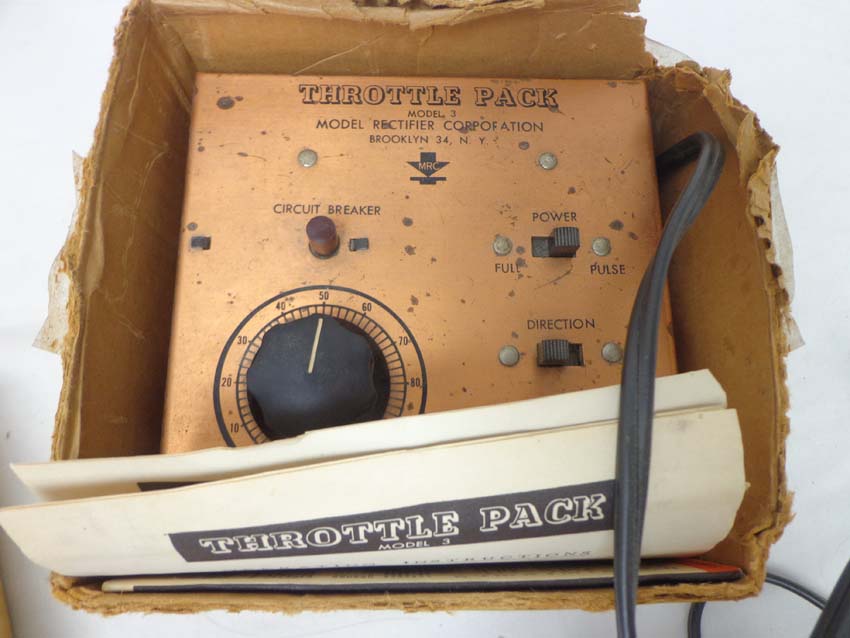 THROTTLE PACK
MODEL 3
MODEL RECTIFIER CORPORATION
BROOKLYN 34, N. Y.
MRC
CIRCUIT BREAKER
POWER
FULL
PULSE
DIRECTION
10
20
30
40
50
60
70
80
THROTTLE PACK
MODEL 3
INSTRUCTIONS